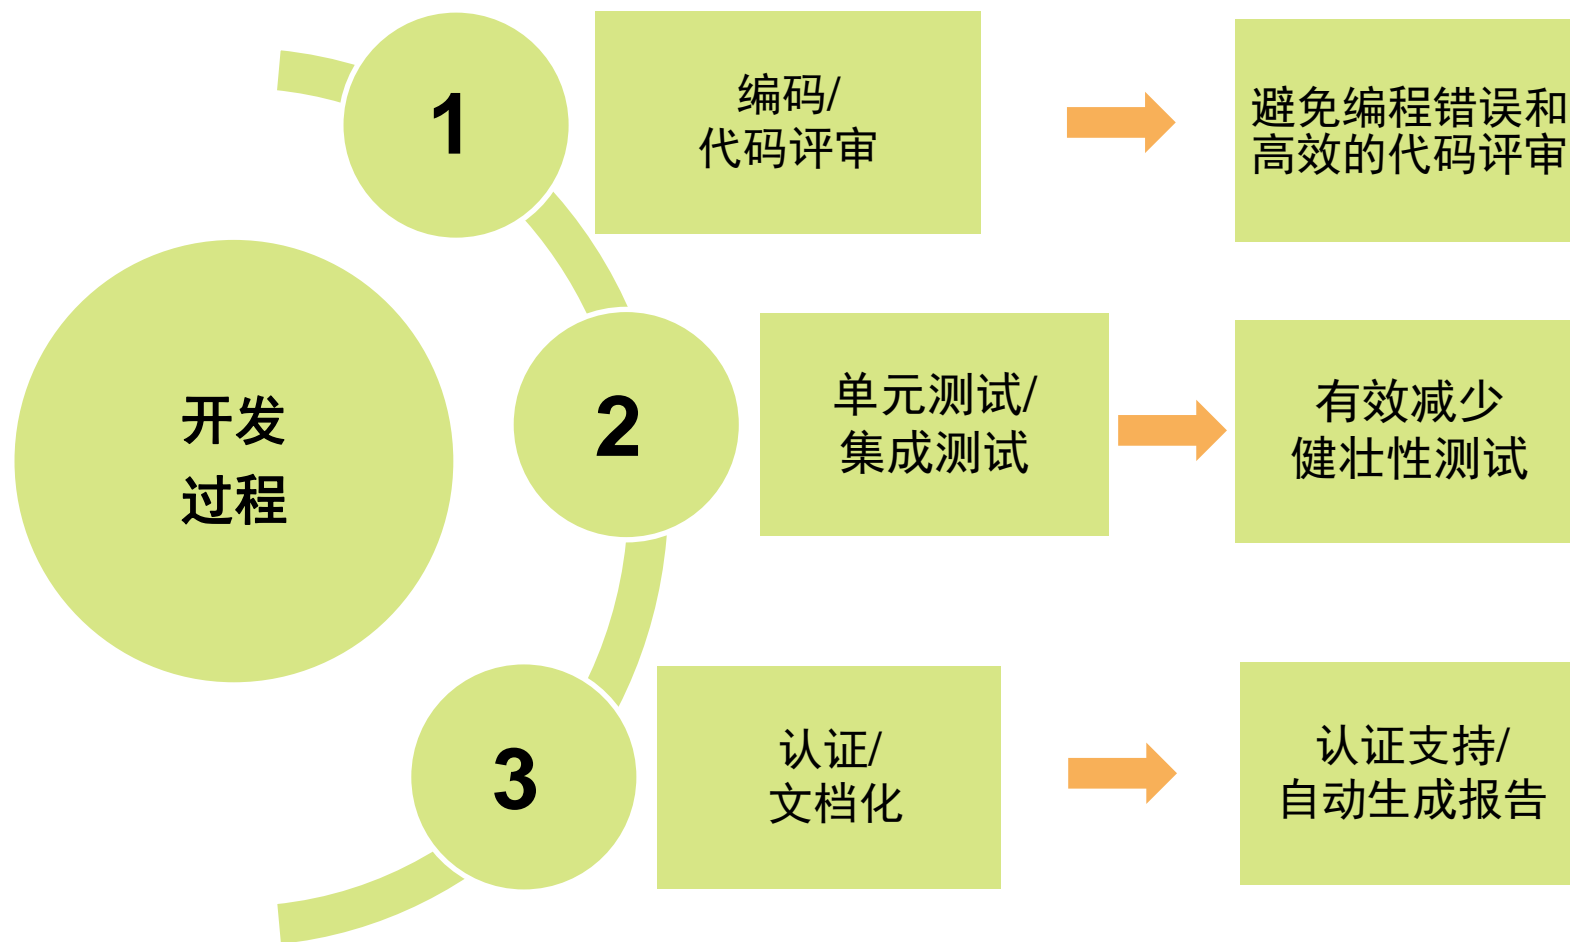 1
编码/
代码评审
避免编程错误和
高效的代码评审
开发
过程
2
单元测试/
集成测试
有效减少
健壮性测试
3
认证/
文档化
认证支持/
自动生成报告